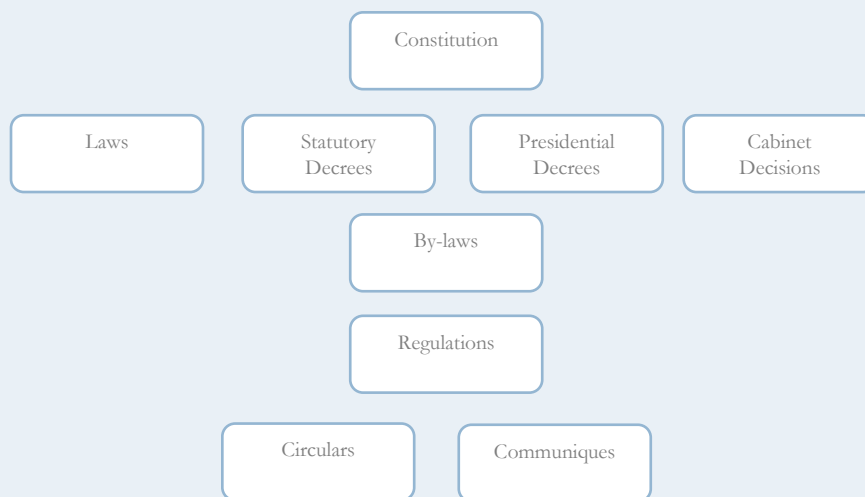 Constitution
Laws
Statutory
Decrees
Presidential
Decrees
Cabinet
Decisions
By-laws
Regulations
Circulars
Communiques